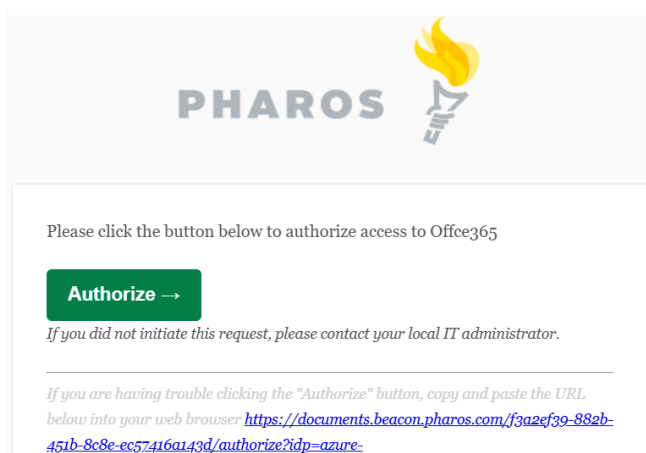 PHAROS
Please click the button below to authorize access to Offce365
Authorize →
If you did not initiate this request, please contact your local IT administrator.
If you are having trouble clicking the "Authorize" button, copy and paste the URL
below into your web browser https://documents.beacon.pharos.com/f3a2ef39-882b-
451b-8c8e-ec57416a143d/authorize?idp=azure-